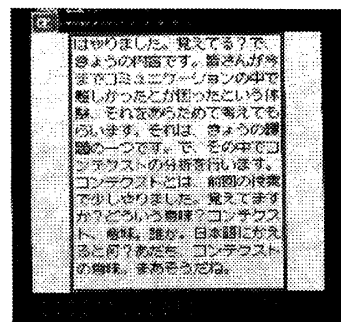 はやりました。覚えてる？で、
きょうの内容です。皆さんが今
までコミュニケーションの中で
難しかったとか困ったという体
験、それをあらためて考えても
らいます。それは、きょうの課
題の一つです。で、その中でコ
ンテクストの分析を行います。
コンテクストとは、前回の授業
で少しやりました。覚えてます
か？どういう意味？コンテクス
ト、意味。誰か。日本語にかえ
ると何？あだち、コンテクスト
の意味。まあそうだね。